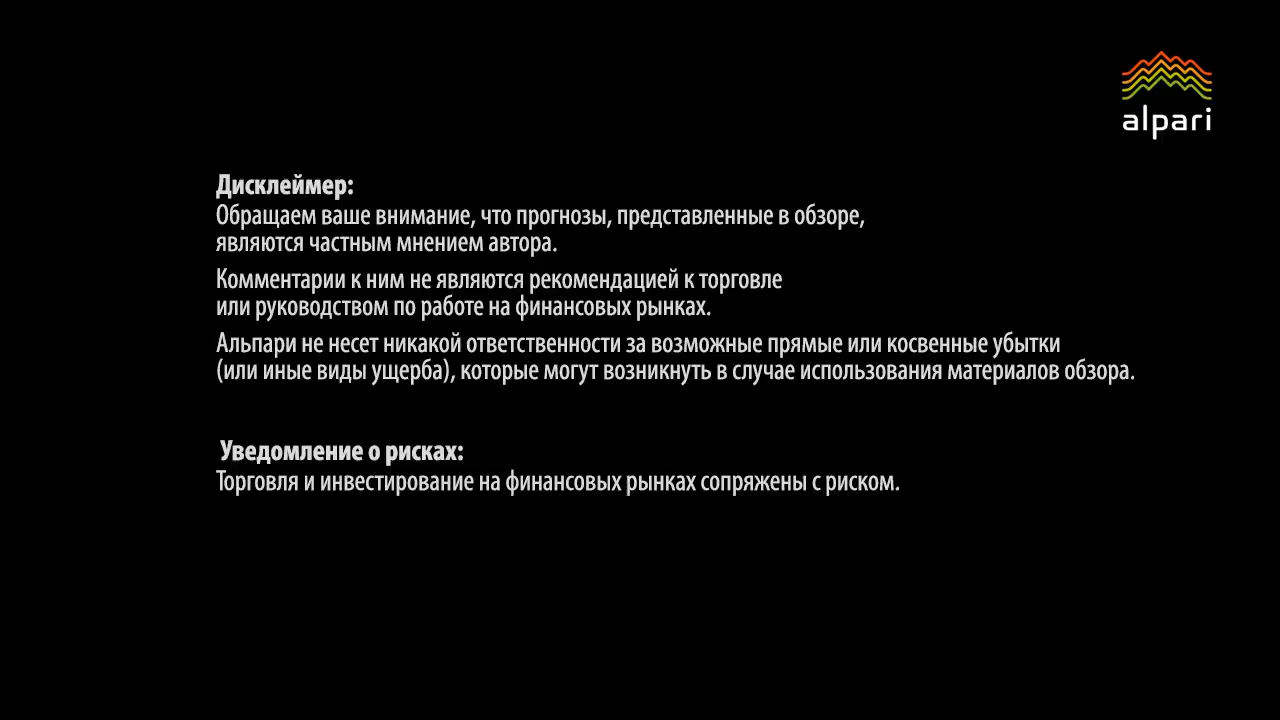 alpari
Дисклеймер:
Обращаем ваше внимание, что прогнозы, представленные в обзоре,
являются частным мнением автора.
Комментарии к ним не являются рекомендацией к торговле
или руководством по работе на финансовых рынках.
Альпари не несет никакой ответственности за возможные прямые или косвенные убытки
(или иные виды ущерба), которые могут возникнуть в случае использования материалов обзора.
Уведомление о рисках:
Торговля и инвестирование на финансовых рынках сопряжены с риском.